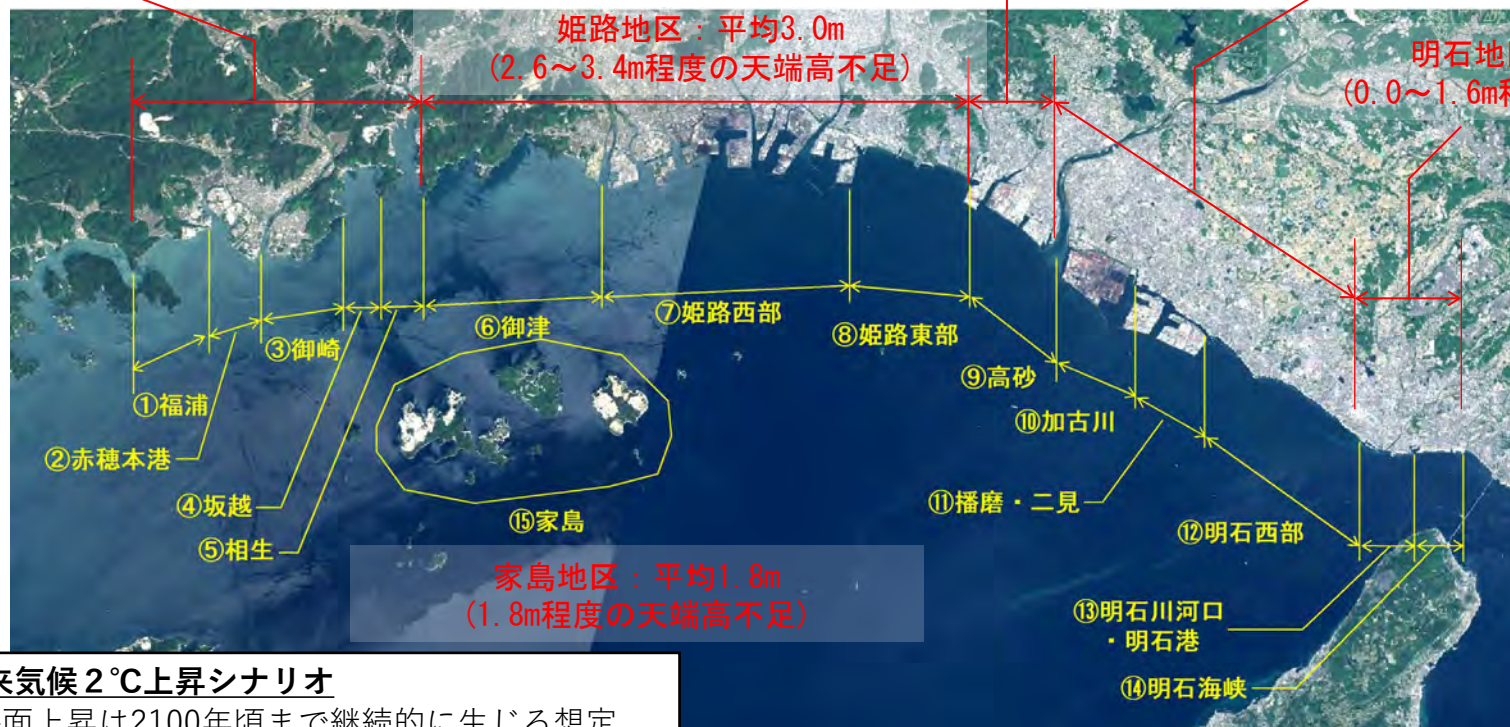 姫路地区：平均3.0m
(2.6～3.4m程度の天端高不足)
明石地
(0.0～1.6m程
①福浦
②赤穂本港
③御崎
④坂越
⑤相生
⑥御津
⑦姫路西部
⑧姫路東部
⑨高砂
⑩加古川
⑪播磨・二見
⑫明石西部
⑬明石川河口
・明石港
⑭明石海峡
⑮家島
家島地区：平均1.8m
(1.8m程度の天端高不足)
来気候２℃上昇シナリオ
面上昇は2100年頃まで継続的に生じる想定